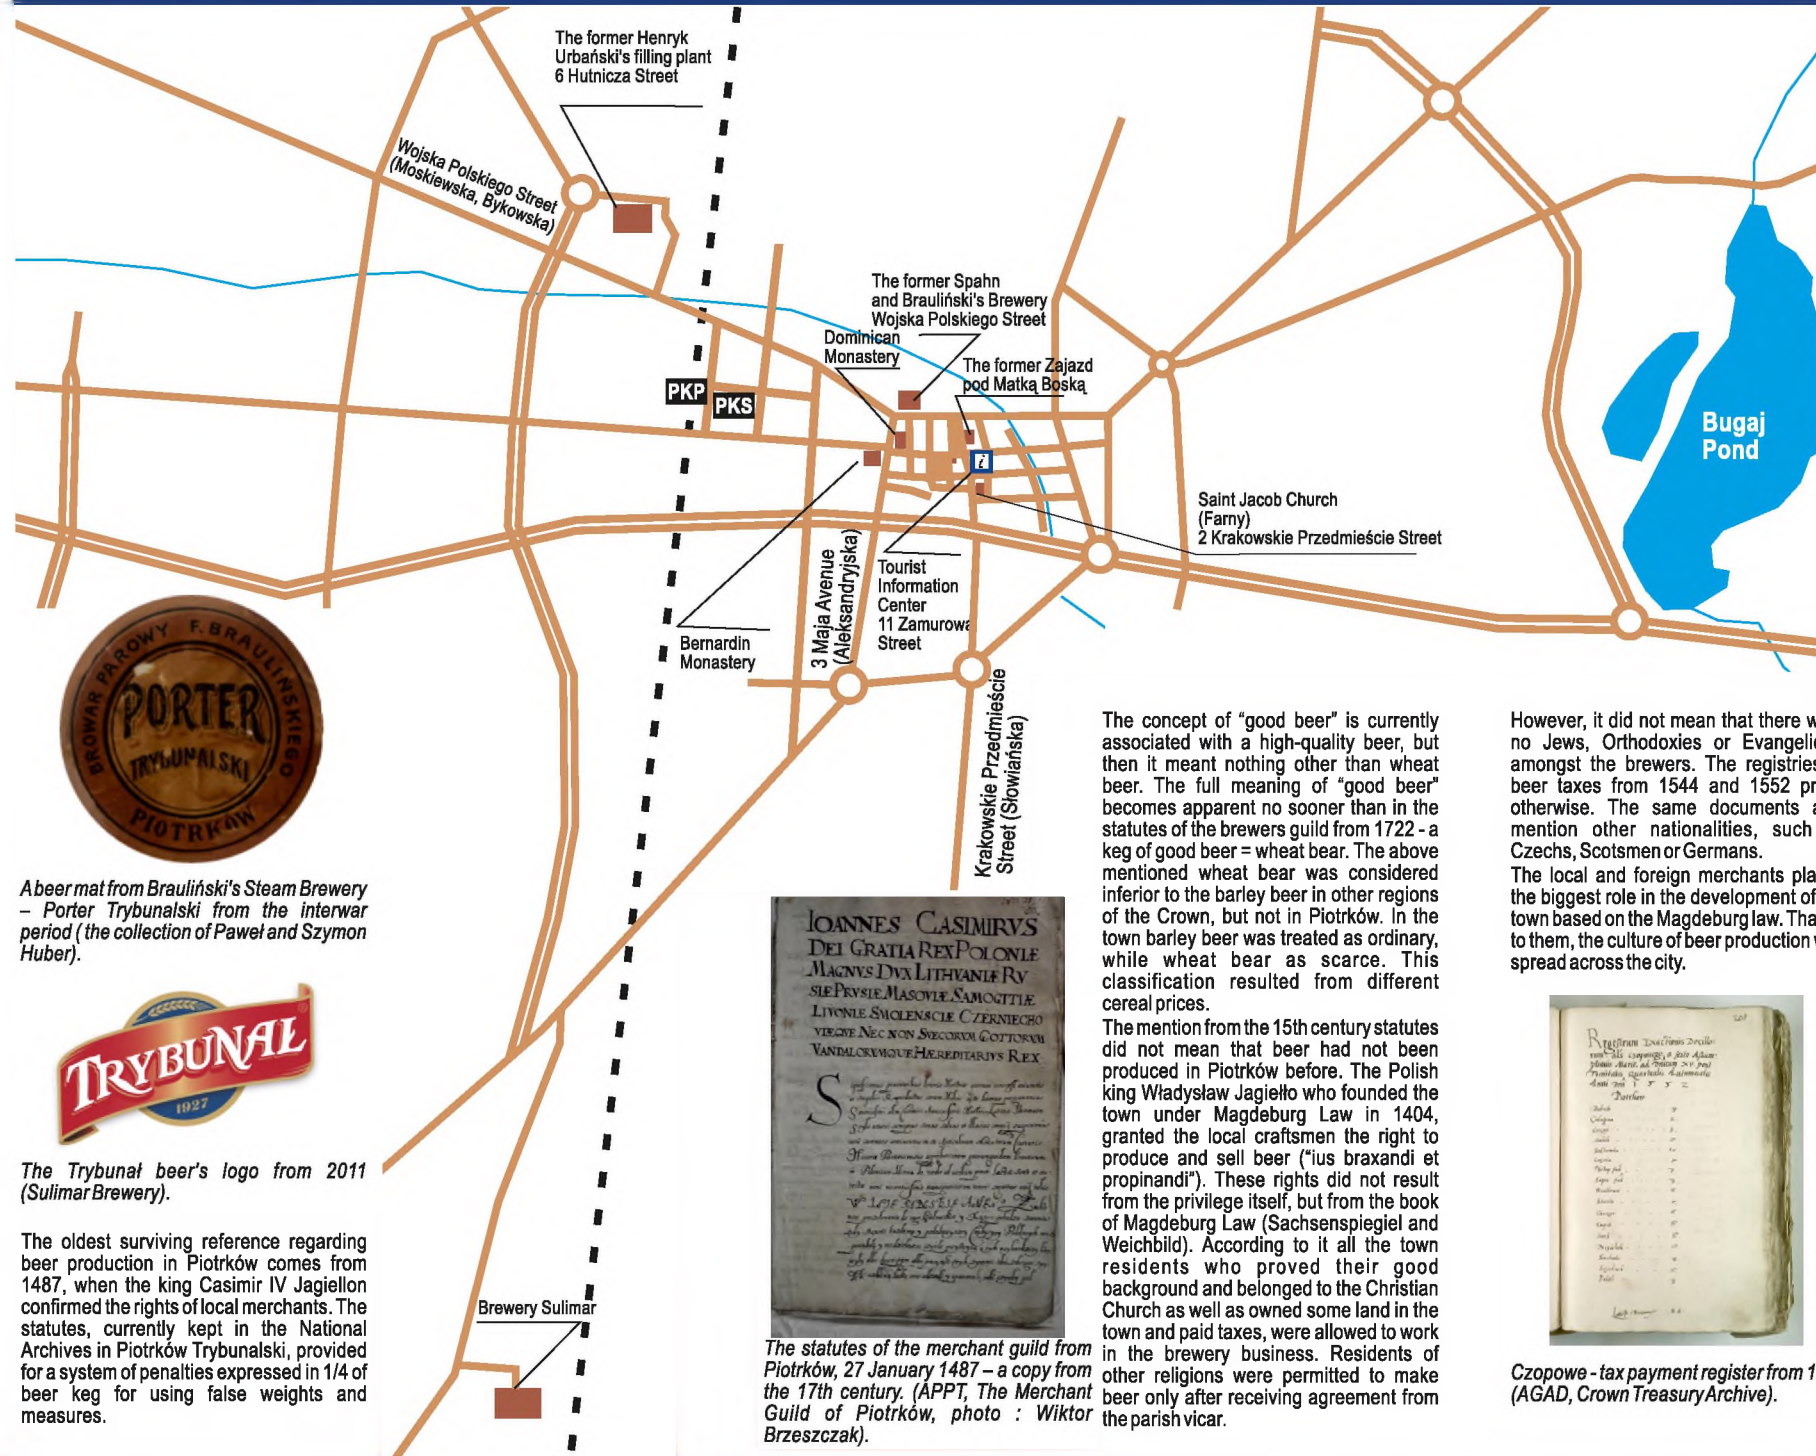 The former Henryk
Urbański's filling plant
6 Hutnicza Street
Wojska Polskiego Street
(Moskiewska, Bykowska)
The former Spahn
and Brauliński's Brewery
Wojska Polskiego Street
Dominican
Monastery
The former Zajazd
pod Matką Boską
PKP
PKS
i
Bugaj
Pond
Saint Jacob Church
(Farny)
2 Krakowskie Przedmieście Street
Tourist
Information
Center
11 Zamurowa
Street
Bernardin
Monastery
3 Maja Avenue
(Aleksandryjska)
Krakowskie Przedmieście
Street (Słowiańska)
BROWAR PAROWY F. BRAULIŃSKIEGO
PORTER
TRYBUNALSKI
PIOTRKÓW
A beer mat from Brauliński's Steam Brewery
– Porter Trybunalski from the interwar
period ( the collection of Paweł and Szymon
Huber).
TRYBUNAŁ
1927
The Trybunał beer's logo from 2011
(Sulimar Brewery).
The oldest surviving reference regarding
beer production in Piotrków comes from
1487, when the king Casimir IV Jagiellon
confirmed the rights of local merchants. The
statutes, currently kept in the National
Archives in Piotrków Trybunalski, provided
for a system of penalties expressed in 1/4 of
beer keg for using false weights and
measures.
Brewery Sulimar
IOANNES CASIMIRVS
DEI GRATIA REX POLONIÆ
MAGNVS DVX LITHVANIÆ RV
SIÆ PRVSIÆ MASOVIÆ SAMOGITIÆ
LIVONIÆ SMOLENSCIÆ CZERNIECHO
VIEQVE NEC NON SVECORVM GOTTORVM
VANDALORVMQVE HÆREDITARIVS REX
The statutes of the merchant guild from
Piotrków, 27 January 1487 – a copy from
the 17th century. (APPT, The Merchant
Guild of Piotrków, photo : Wiktor
Brzeszczak).
The concept of “good beer” is currently
associated with a high-quality beer, but
then it meant nothing other than wheat
beer. The full meaning of “good beer”
becomes apparent no sooner than in the
statutes of the brewers guild from 1722 - a
keg of good beer = wheat bear. The above
mentioned wheat bear was considered
inferior to the barley beer in other regions
of the Crown, but not in Piotrków. In the
town barley beer was treated as ordinary,
while wheat bear as scarce. This
classification resulted from different
cereal prices.
The mention from the 15th century statutes
did not mean that beer had not been
produced in Piotrków before. The Polish
king Władysław Jagiełło who founded the
town under Magdeburg Law in 1404,
granted the local craftsmen the right to
produce and sell beer (“ius braxandi et
propinandi”). These rights did not result
from the privilege itself, but from the book
of Magdeburg Law (Sachsenspiegiel and
Weichbild). According to it all the town
residents who proved their good
background and belonged to the Christian
Church as well as owned some land in the
town and paid taxes, were allowed to work
in the brewery business. Residents of
other religions were permitted to make
beer only after receiving agreement from
the parish vicar.
However, it did not mean that there w
no Jews, Orthodoxies or Evangelic
amongst the brewers. The registries
beer taxes from 1544 and 1552 pr
otherwise. The same documents a
mention other nationalities, such
Czechs, Scotsmen or Germans.
The local and foreign merchants pla
the biggest role in the development of
town based on the Magdeburg law. Tha
to them, the culture of beer production
spread across the city.
Czopowe - tax payment register from 1
(AGAD, Crown Treasury Archive).